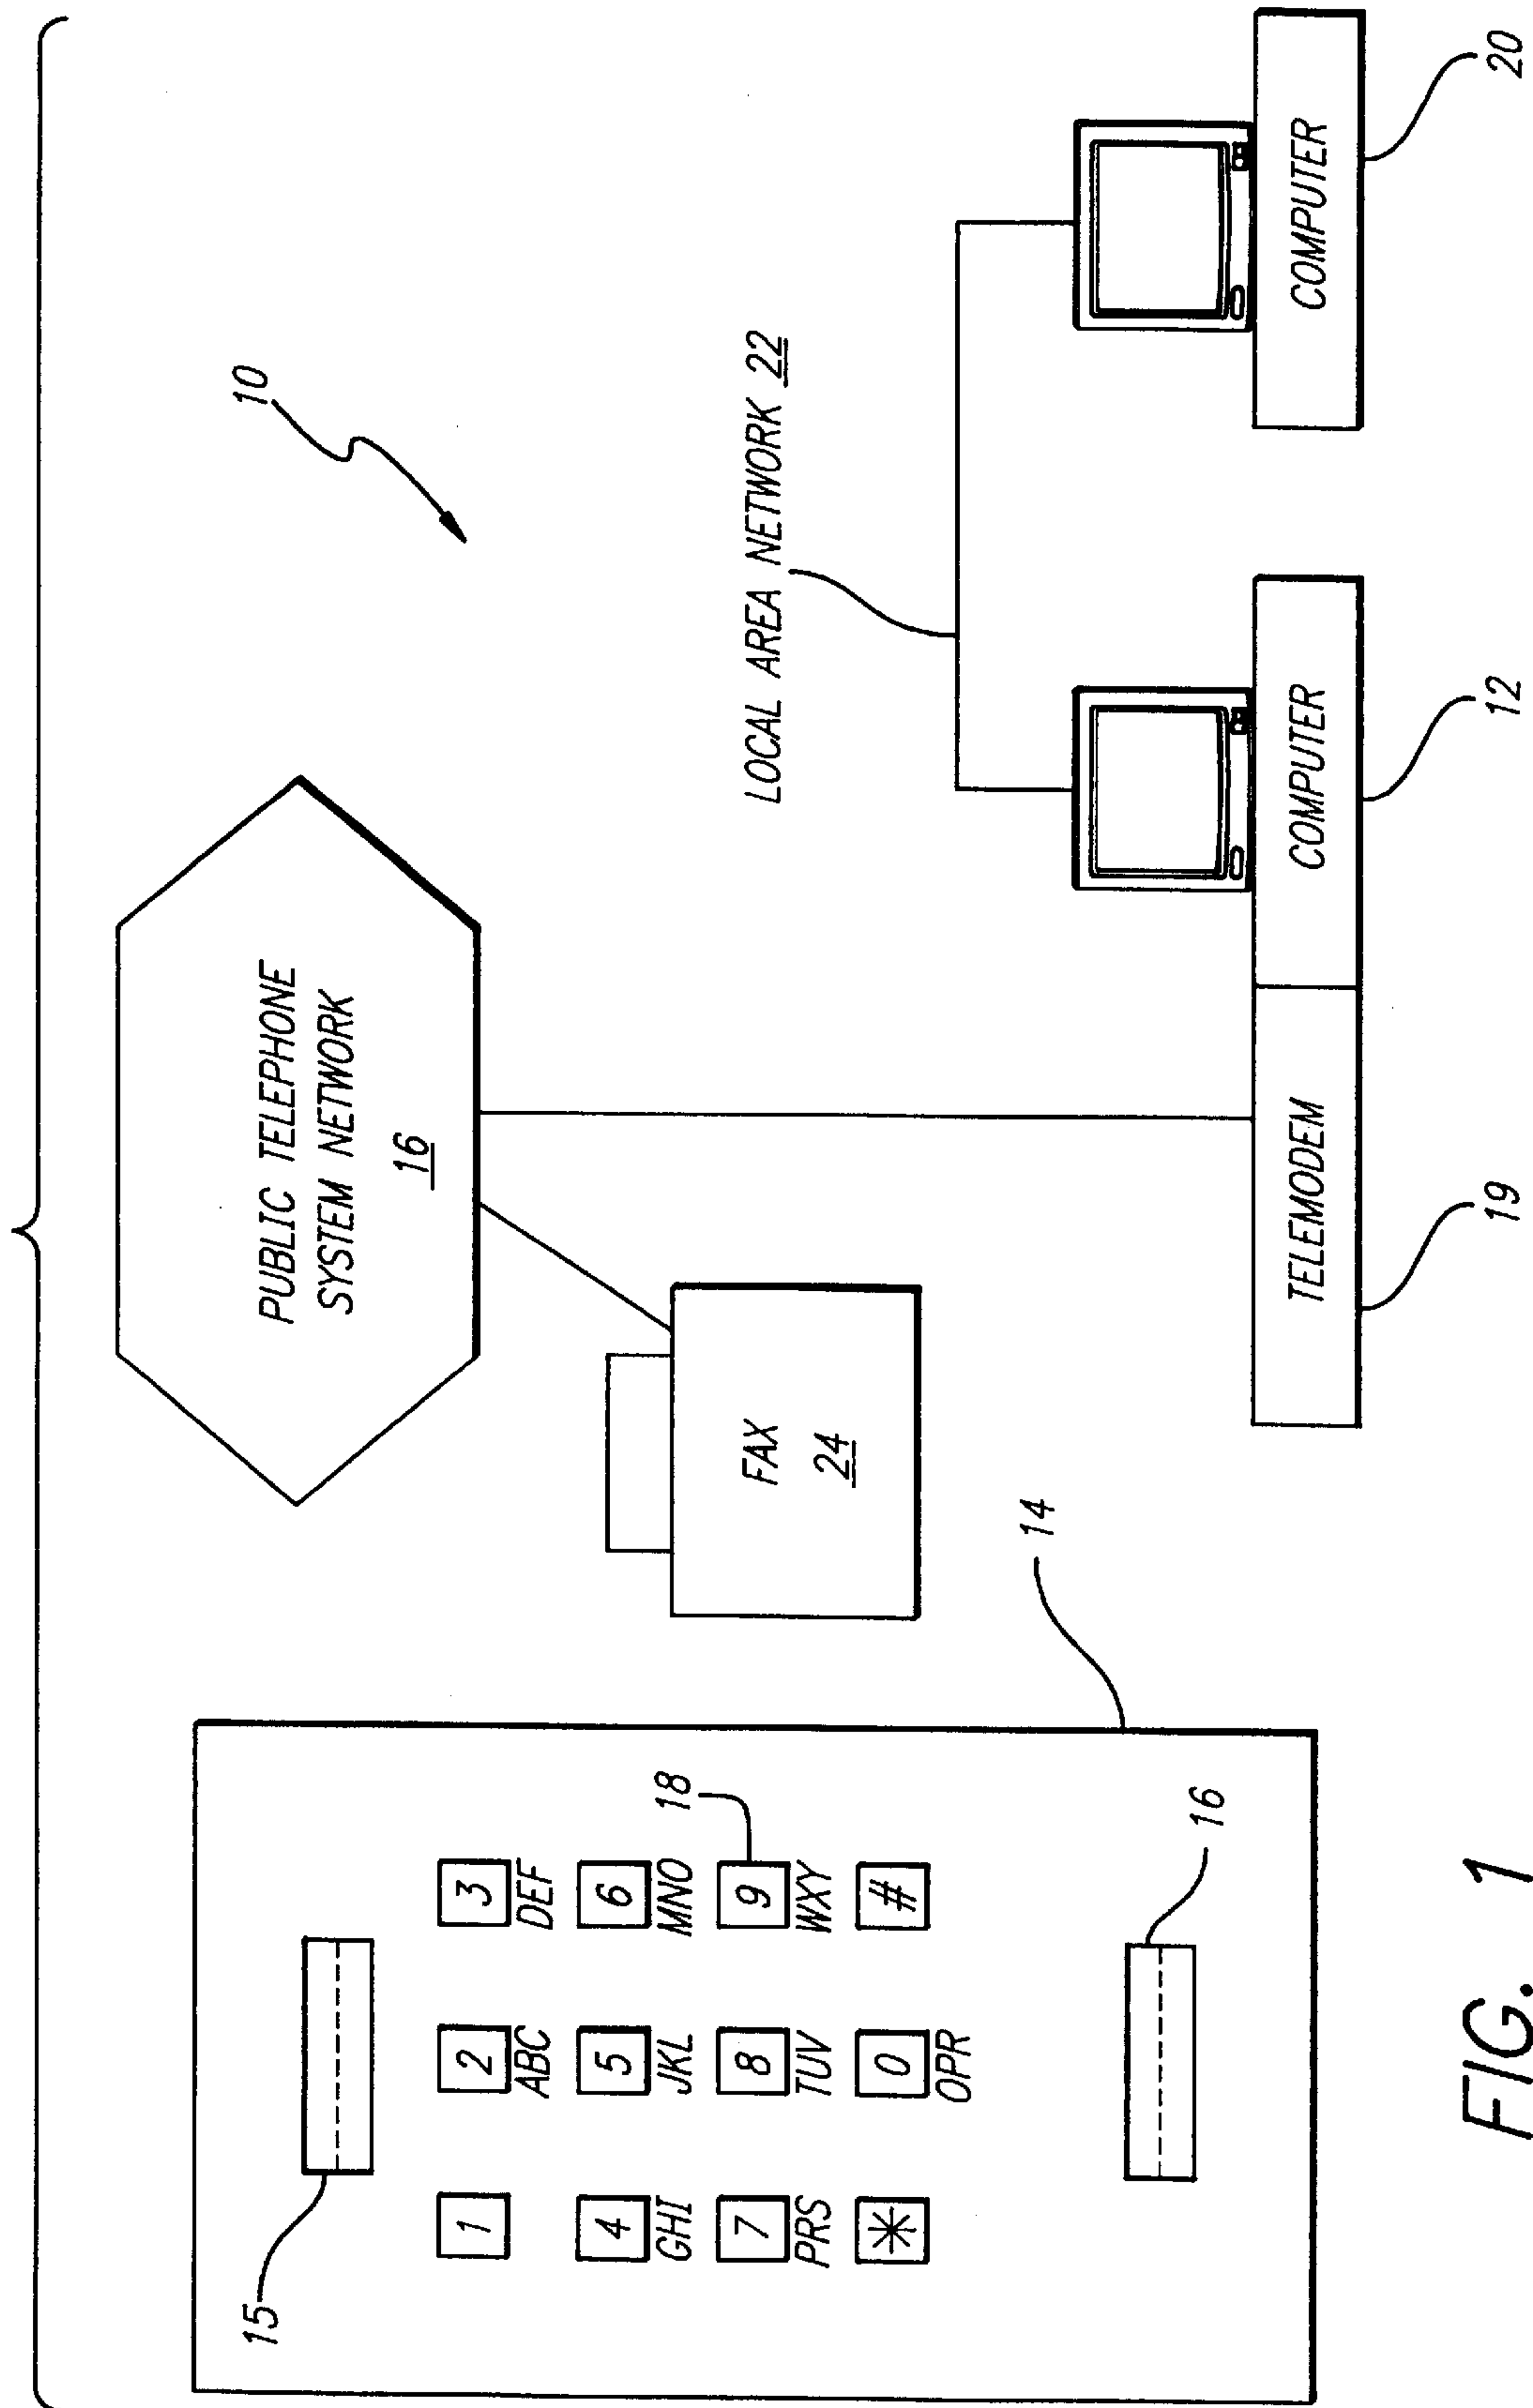 10
PUBLIC TELEPHONE
SYSTEM NETWORK
16
15
1
2
ABC
3
DEF
4
GHI
5
JKL
6
MNO
7
PRS
8
TUV
9
WXY
18
*
0
OPR
#
16
14
FAX
24
LOCAL AREA NETWORK 22
TELEMODEM
COMPUTER
COMPUTER
19
12
20
FIG. 1